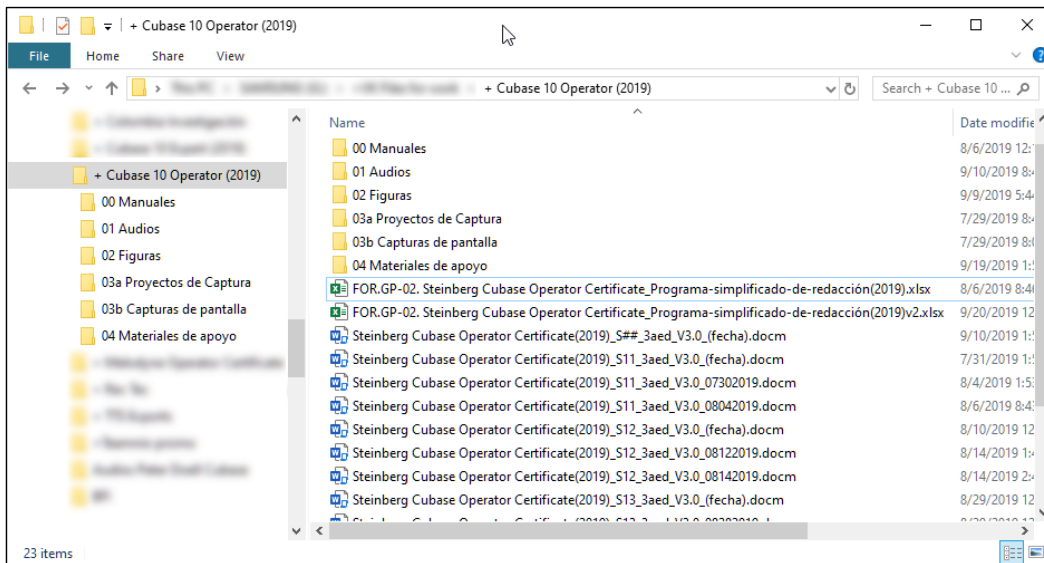 + Cubase 10 Operator (2019)
File Home Share View
+ Cubase 10 Operator (2019) Search + Cubase 10 ...
+ Cubase 10 Operator (2019)
00 Manuales
01 Audios
02 Figuras
03a Proyectos de Captura
03b Capturas de pantalla
04 Materiales de apoyo
Name Date modifie
00 Manuales 8/6/2019 12:
01 Audios 9/10/2019 8:4
02 Figuras 9/9/2019 5:44
03a Proyectos de Captura 7/29/2019 8:4
03b Capturas de pantalla 7/29/2019 8:0
04 Materiales de apoyo 9/19/2019 1:5
FOR.GP-02. Steinberg Cubase Operator Certificate_Programa-simplificado-de-redacción(2019).xlsx 8/6/2019 8:46
FOR.GP-02. Steinberg Cubase Operator Certificate_Programa-simplificado-de-redacción(2019)v2.xlsx 9/20/2019 12
Steinberg Cubase Operator Certificate(2019)_S##_3aed_V3.0_(fecha).docm 9/10/2019 1:5
Steinberg Cubase Operator Certificate(2019)_S11_3aed_V3.0_(fecha).docm 7/31/2019 1:5
Steinberg Cubase Operator Certificate(2019)_S11_3aed_V3.0_07302019.docm 8/4/2019 1:53
Steinberg Cubase Operator Certificate(2019)_S11_3aed_V3.0_08042019.docm 8/6/2019 8:43
Steinberg Cubase Operator Certificate(2019)_S12_3aed_V3.0_(fecha).docm 8/10/2019 12
Steinberg Cubase Operator Certificate(2019)_S12_3aed_V3.0_08122019.docm 8/14/2019 1:4
Steinberg Cubase Operator Certificate(2019)_S12_3aed_V3.0_08142019.docm 8/14/2019 2:4
Steinberg Cubase Operator Certificate(2019)_S13_3aed_V3.0_(fecha).docm 8/29/2019 12
23 items